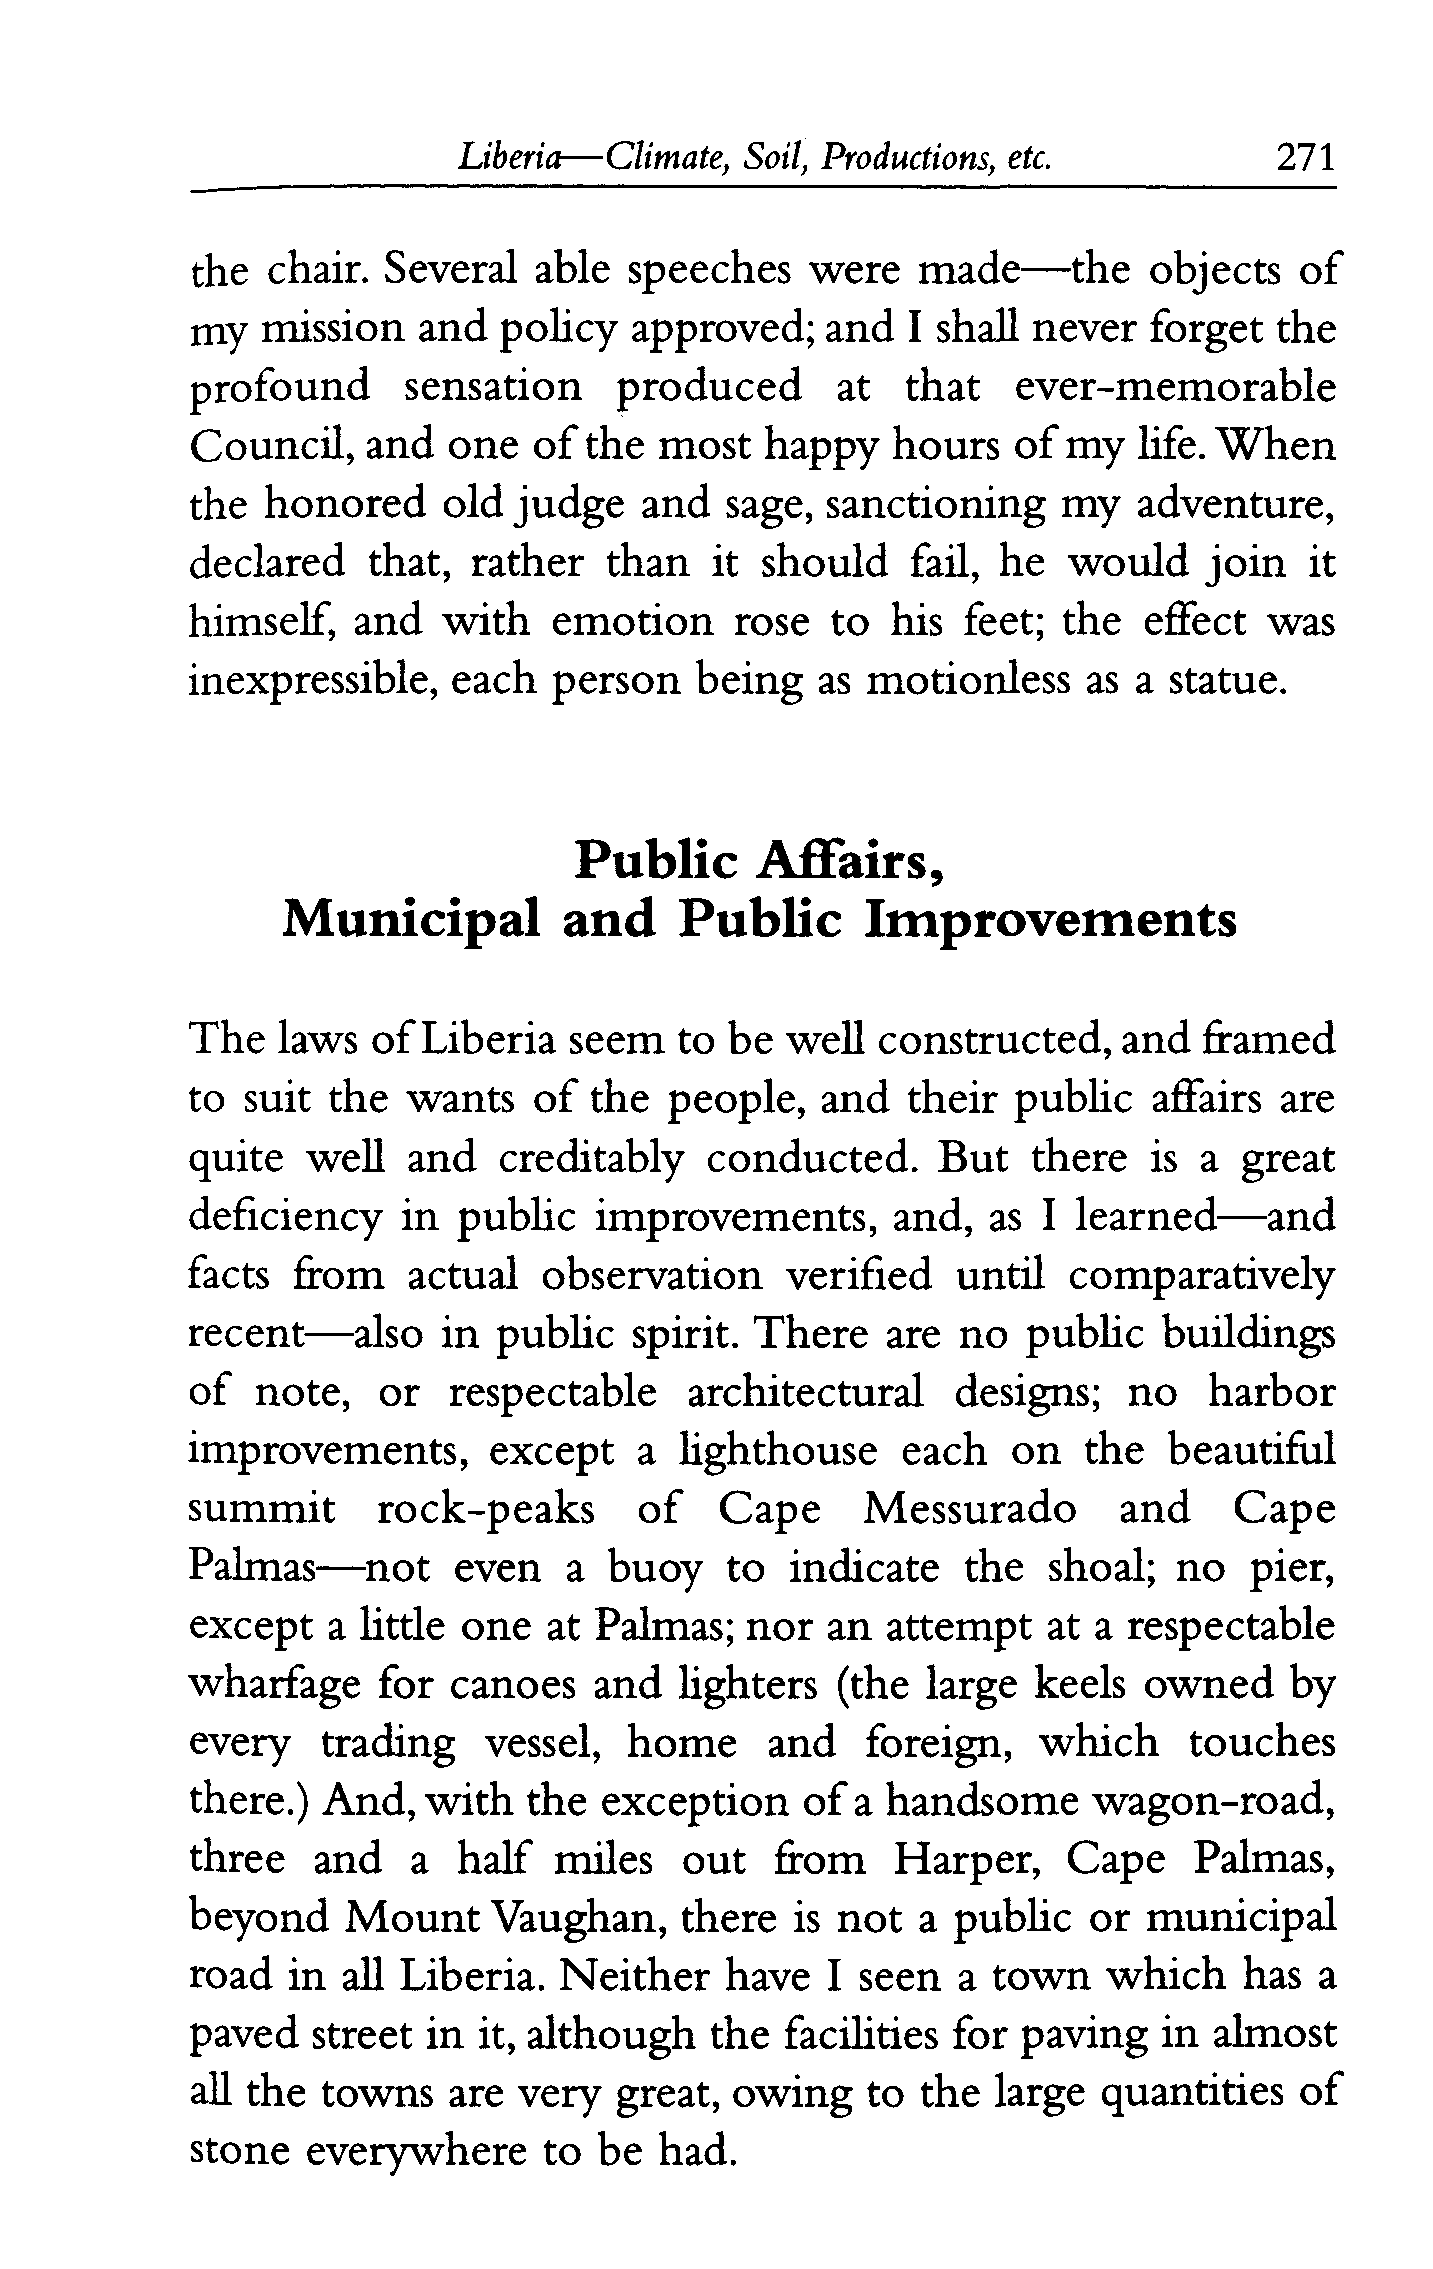 Liberia—Climate, Soil, Productions, etc. 271
the chair. Several able speeches were made—the objects of
my mission and policy approved; and I shall never forget the
profound sensation produced at that ever-memorable
Council, and one of the most happy hours of my life. When
the honored old judge and sage, sanctioning my adventure,
declared that, rather than it should fail, he would join it
himself, and with emotion rose to his feet; the effect was
inexpressible, each person being as motionless as a statue.
Public Affairs,
Municipal and Public Improvements
The laws of Liberia seem to be well constructed, and framed
to suit the wants of the people, and their public affairs are
quite well and creditably conducted. But there is a great
deficiency in public improvements, and, as I learned—and
facts from actual observation verified until comparatively
recent—also in public spirit. There are no public buildings
of note, or respectable architectural designs; no harbor
improvements, except a lighthouse each on the beautiful
summit rock-peaks of Cape Messurado and Cape
Palmas—not even a buoy to indicate the shoal; no pier,
except a little one at Palmas; nor an attempt at a respectable
wharfage for canoes and lighters (the large keels owned by
every trading vessel, home and foreign, which touches
there.) And, with the exception of a handsome wagon-road,
three and a half miles out from Harper, Cape Palmas,
beyond Mount Vaughan, there is not a public or municipal
road in all Liberia. Neither have I seen a town which has a
paved street in it, although the facilities for paving in almost
all the towns are very great, owing to the large quantities of
stone everywhere to be had.